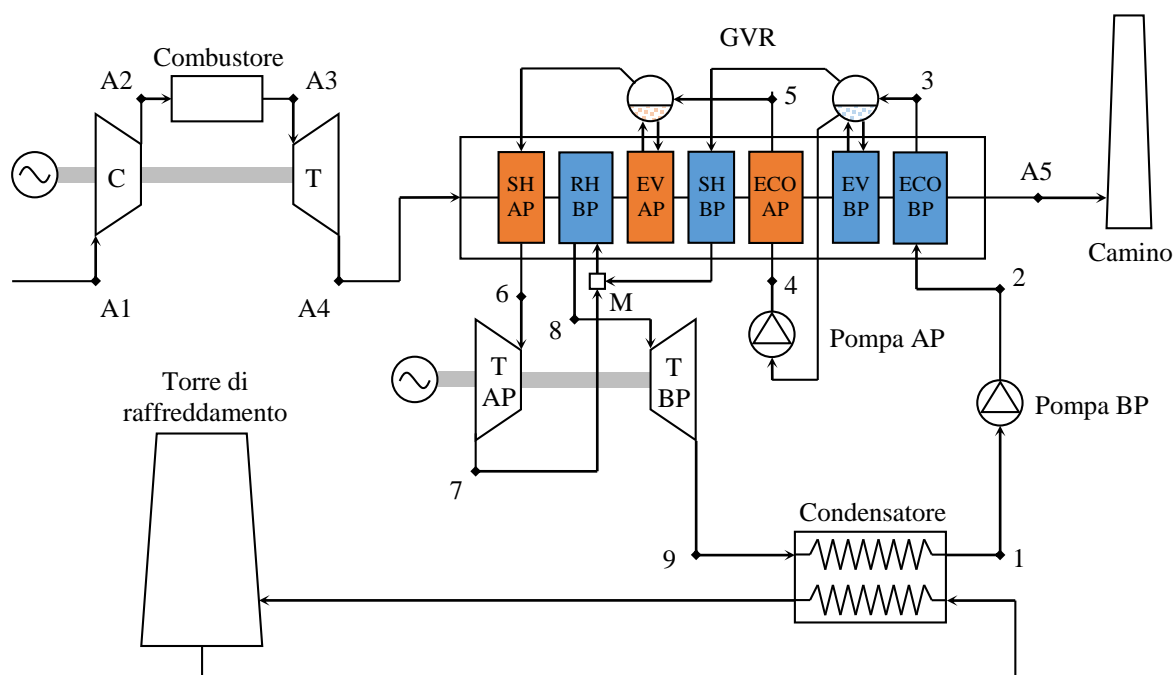 GVR
Combustore
A2
A3
5
3
C
T
SH
AP
RH
BP
EV
AP
SH
BP
ECO
AP
EV
BP
ECO
BP
A5
Camino
A1
A4
6
8
M
4
2
Pompa AP
T
AP
T
BP
Torre di
raffreddamento
Pompa BP
7
Condensatore
9
1